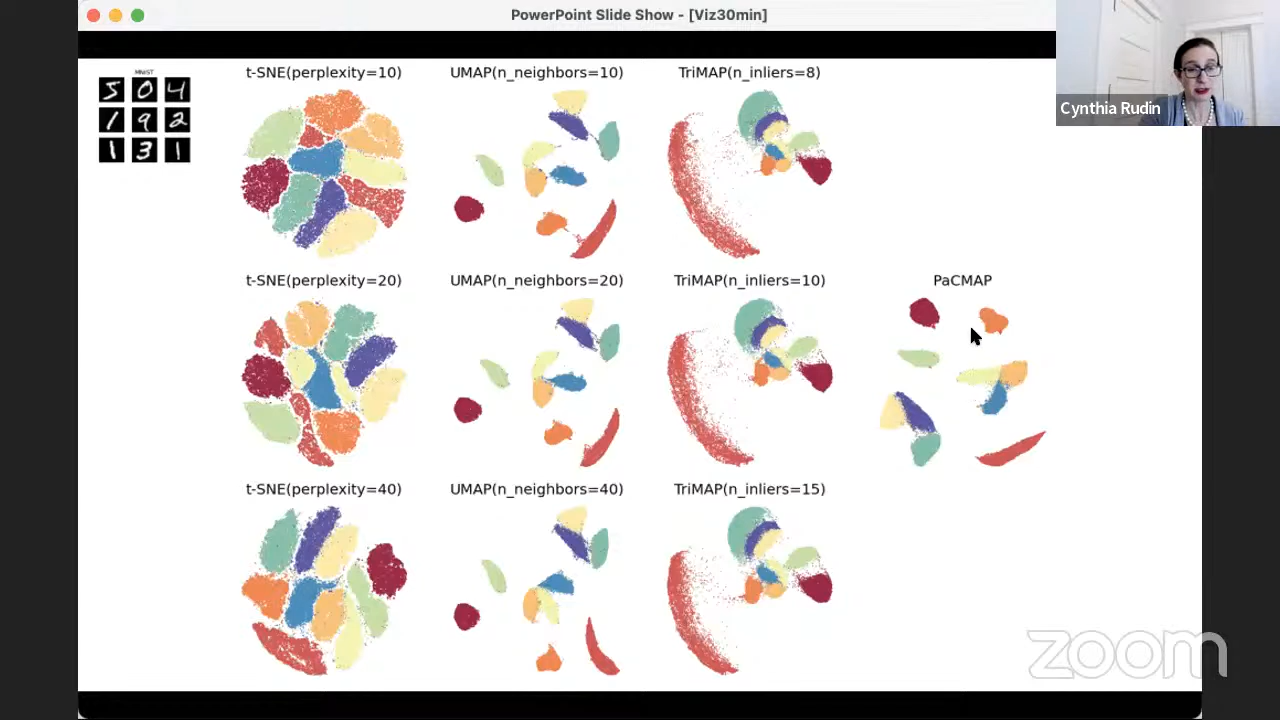 PowerPoint Slide Show - [Viz30min]
Cynthia Rudin
MNIST
5 0 4
1 9 2
1 3 1
t-SNE(perplexity=10)
UMAP(n_neighbors=10)
TriMAP(n_inliers=8)
t-SNE(perplexity=20)
UMAP(n_neighbors=20)
TriMAP(n_inliers=10)
PaCMAP
t-SNE(perplexity=40)
UMAP(n_neighbors=40)
TriMAP(n_inliers=15)
zoom